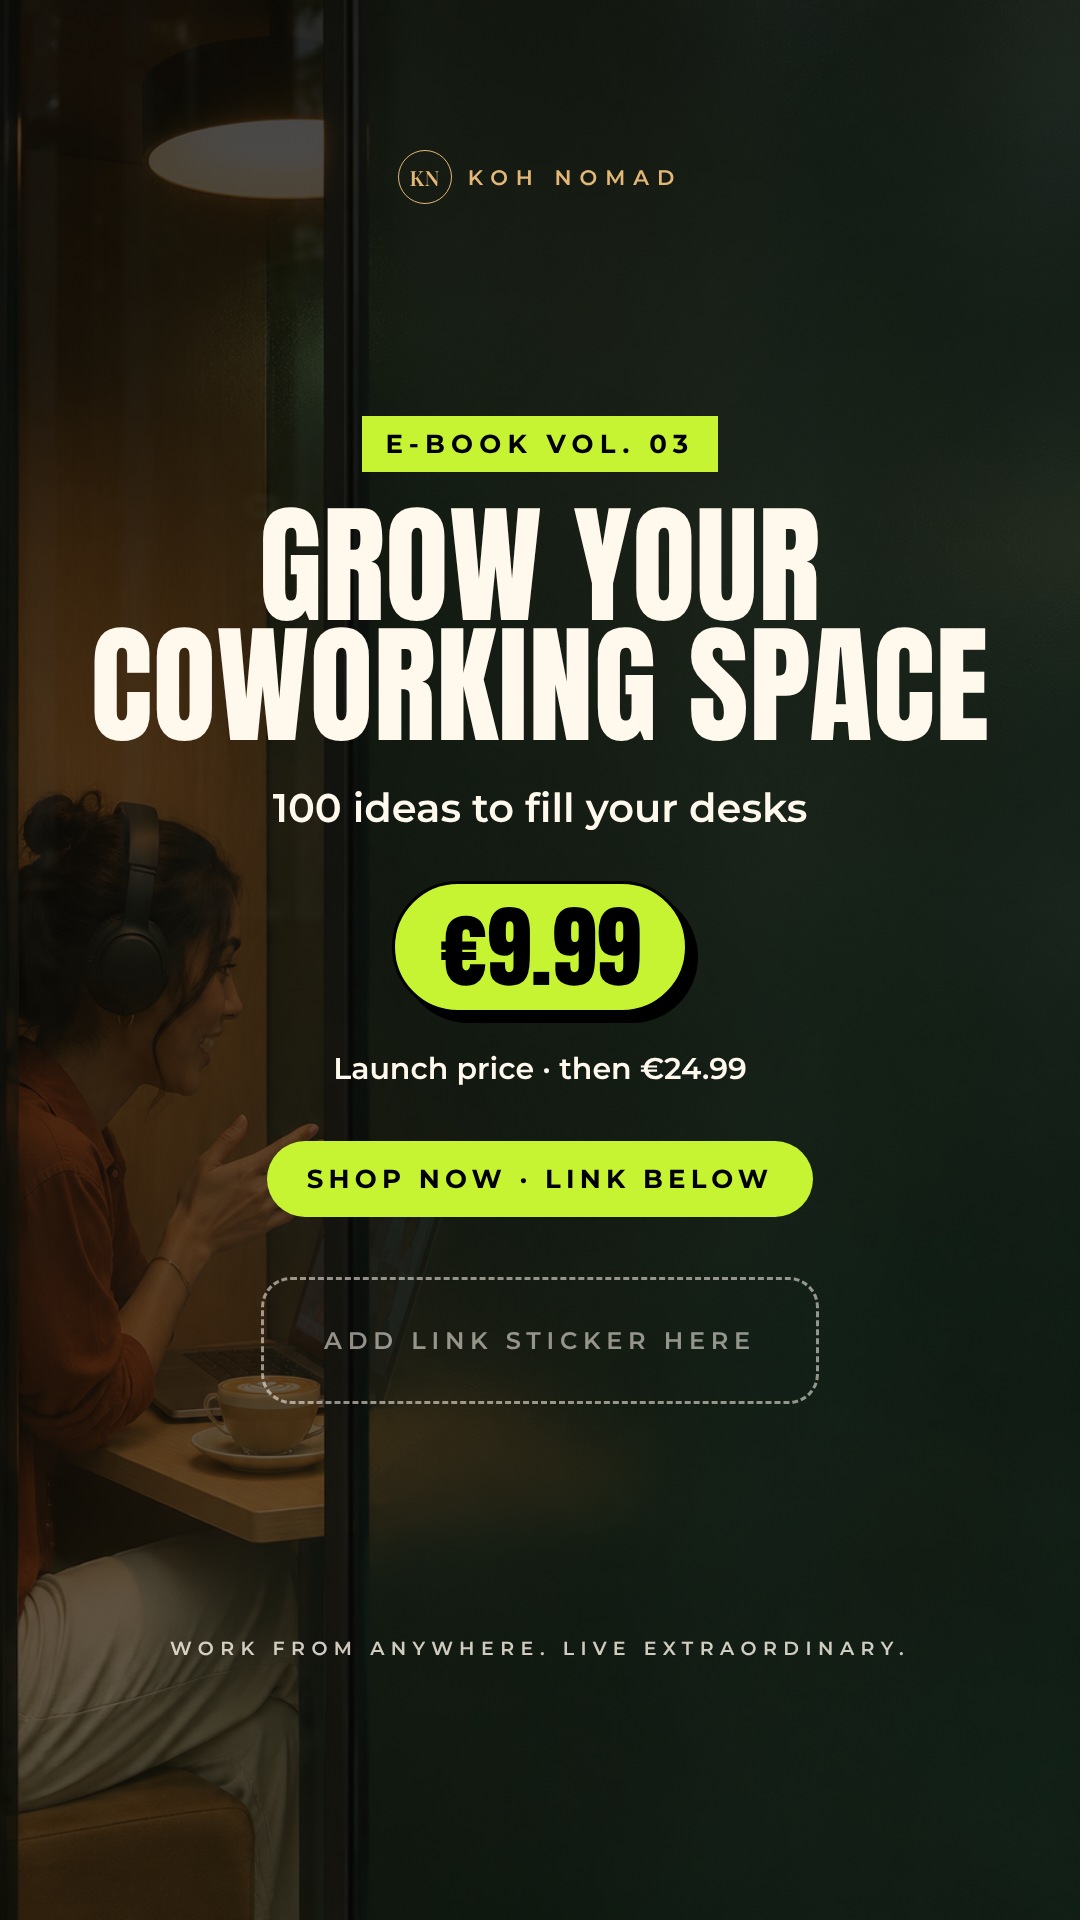 KN KOH NOMAD
E-BOOK VOL. 03
GROW YOUR
COWORKING SPACE
100 ideas to fill your desks
€9.99
Launch price · then €24.99
SHOP NOW · LINK BELOW
ADD LINK STICKER HERE
WORK FROM ANYWHERE. LIVE EXTRAORDINARY.